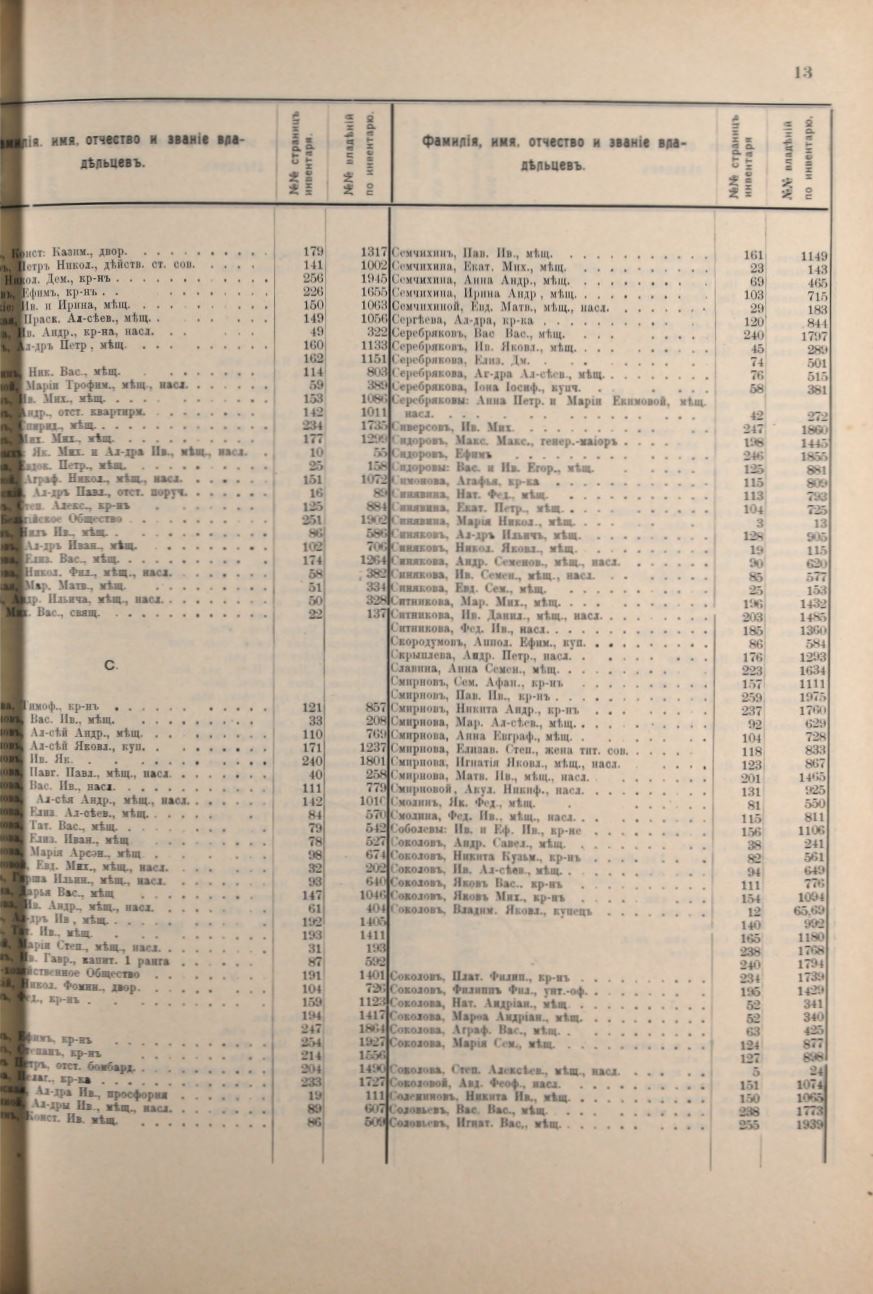 13
имя, отчество и званіе вла-
дѣльцевъ.
№№ страницъ
инвентаря.
№№ владѣній
по инвентарю.
Фамилія, имя, отчество и званіе вла-
дѣльцевъ.
№№ страницъ
инвентаря
№№ владѣній
по инвентарю.
Конст: Казим., двор. 179 1317
Петръ Никол., дѣйств. ст. сов. 141 1002
Никол. Дем., кр-нъ 256 1945
Ефимъ, кр-нъ 226 1655
Ив. и Ирина, мѣщ. 150 1063
Праск. Ал-сѣев., мѣщ. 149 1056
Ив. Андр., кр-на, насл. 49 322
Ал-дръ Петр., мѣщ. 160 1133
162 1151
Ник. Вас., мѣщ. 114 803
Маріи Трофим., мѣщ., насл. 59 389
Ив. Мих., мѣщ. 153 1086
Андр., отст. квартирм. 142 1011
Спирид., мѣщ. 234 1735
Мих. Мих., мѣщ. 177 1299
Як. Мих. и Ал-дра Ив., мѣщ., насл. 10 55
Евдок. Петр., мѣщ. 25 158
Аграф. Никол., мѣщ., насл. 151 1072
Ал-дръ Павл., отст. поруч. 16 89
Степ. Алекс., кр-нъ 125 884
Общество 251 1902
Нилъ Ив., мѣщ. 86 586
Ал-дръ Иван., мѣщ. 102 706
Елиз. Вас., мѣщ. 174 1264
Никол. Фил., мѣщ., насл. 58 382
Мар. Матв., мѣщ. 51 334
Андр. Ильича, мѣщ., насл. 50 328
Вас., свящ. 22 137
С.
Тимоф., кр-нъ 121 857
Вас. Ив., мѣщ. 33 208
Ал-сѣй Андр., мѣщ. 110 769
Ал-сѣй Яковл., куп. 171 1237
Ив. Як. 240 1801
Павг. Павл., мѣщ., насл. 40 258
Вас. Ив., насл. 111 779
Ал-сѣя Андр., мѣщ., насл. 142 1010
Елиз. Ал-сѣев., мѣщ. 84 570
Тат. Вас., мѣщ. 79 542
Елиз. Иван., мѣщ 78 527
Марія Арсэн., мѣщ 98 674
Евд. Мих., мѣщ., насл. 32 202
Ильин., мѣщ., насл. 93 640
Дарья Вас., мѣщ 147 1046
Ив. Андр., мѣщ., насл. 61 404
Ив., мѣщ. 192 1405
Ив., мѣщ. 193 1411
Марія Степ., мѣщ., насл. 31 193
Ив. Гавр., капит. 1 ранга 87 592
Общество 191 1401
Никол. Фомин., двор. 104 726
кр-нъ 159 1123
194 1417
247 1864
Ефимъ, кр-нъ 254 1927
Степанъ, кр-нъ 214 1556
Петръ, отст. бомбард. 204 1490
Пелаг., кр-ка 233 1727
Ал-дра Ив., просфорня 19 111
Ал-дры Ив., мѣщ., насл. 89 607
Конст. Ив. мѣщ. 86 509
Семчихинъ, Пав. Ив., мѣщ. 161 1149
Семчихина, Екат. Мих., мѣщ. 23 143
Семчихина, Анна Андр., мѣщ. 69 465
Семчихина, Ирина Андр., мѣщ. 103 715
Семчихиной, Евд. Матв., мѣщ., насл. 29 183
Сергѣева, Ал-дра, кр-ка 120 844
Серебряковъ, Вас Вас., мѣщ. 240 1797
Серебряковъ, Ив. Яковл., мѣщ. 45 289
Серебрякова, Елиз. Дм. 74 501
Серебрякова, Аг-дра Ал-сѣев., мѣщ. 76 515
Серебрякова, Іона Іосиф., купч. 58 381
Серебряковы: Анна Петр. и Маріи Екимовой, мѣщ.
насл. 42 272
Сиверсовъ, Ив. Мих. 247 1860
Сидоровъ, Макс. Макс., генер.-маіоръ 198 1445
Сидоровъ, Ефимъ 246 1855
Сидоровы: Вас. и Ив. Егор., мѣщ. 125 881
Симонова, Агафья, кр-ка 115 809
Синявина, Нат. Фед., мѣщ. 113 793
Синявина, Екат. Петр., мѣщ. 104 725
Синявина, Марія Никол., мѣщ. 3 13
Синяковъ, Ал-дръ Ильичъ, мѣщ. 128 905
Синяковъ, Никол. Яковл., мѣщ. 19 115
Синякова, Андр. Семенов., мѣщ., насл. 90 620
Синякова, Ив. Семен., мѣщ., насл. 85 577
Синякова, Евд. Сем., мѣщ. 25 153
Ситникова, Мар. Мих., мѣщ. 196 1432
Ситникова, Ив. Данил., мѣщ., насл. 203 1485
Ситникова, Фед. Ив., насл. 185 1360
Скородумовъ, Аппол. Ефим., куп. 86 584
Скрыплева, Андр. Петр., насл. 176 1293
Славина, Анна Семен., мѣщ. 223 1634
Смирновъ, Сем. Афан., кр-нъ 157 1111
Смирновъ, Пав. Ив., кр-нъ 259 1975
Смирновъ, Никита Андр., кр-нъ 237 1760
Смирнова, Мар. Ал-сѣев., мѣщ. 92 629
Смирнова, Анна Евграф., мѣщ. 104 728
Смирнова, Елизав. Степ., жена тит. сов. 118 833
Смирнова, Игнатія Яковл., мѣщ., насл. 123 867
Смирнова, Матв. Ив., мѣщ., насл. 201 1465
Смирновой, Акул. Никиф., насл. 131 925
Смолинъ, Як. Фед., мѣщ. 81 550
Смолина, Фед. Ив., мѣщ., насл. 115 811
Соболевы: Ив. и Еф. Ив., кр-не 156 1106
Соколовъ, Андр. Савел., мѣщ. 38 241
Соколовъ, Никита Кузьм., кр-нъ 82 561
Соколовъ, Ив. Ал-сѣев., мѣщ. 94 649
Соколовъ, Яковъ Вас., кр-нъ 111 776
Соколовъ, Яковъ Мих., кр-нъ 154 1094
Соколовъ, Владим. Яковл., купецъ 12 65,69
140 992
165 1180
238 1768
240 1794
Соколовъ, Плат. Филип., кр-нъ 234 1739
Соколовъ, Филиппъ Фил., унт.-оф. 195 1429
Соколова, Нат. Андріан., мѣщ 52 341
Соколова, Марѳа Андріан., мѣщ. 52 340
Соколова, Аграф. Вас., мѣщ. 63 425
Соколова, Марія Сем., мѣщ. 124 877
127 898
Соколова, Степ. Алексѣев., мѣщ., насл. 5 24
Соколовой, Авд. Феоф., насл. 151 1074
Солениковъ, Никита Ив., мѣщ. 150 1065
Соловьевъ, Вас. Вас., мѣщ. 238 1773
Соловьевъ, Игнат. Вас., мѣщ. 255 1939